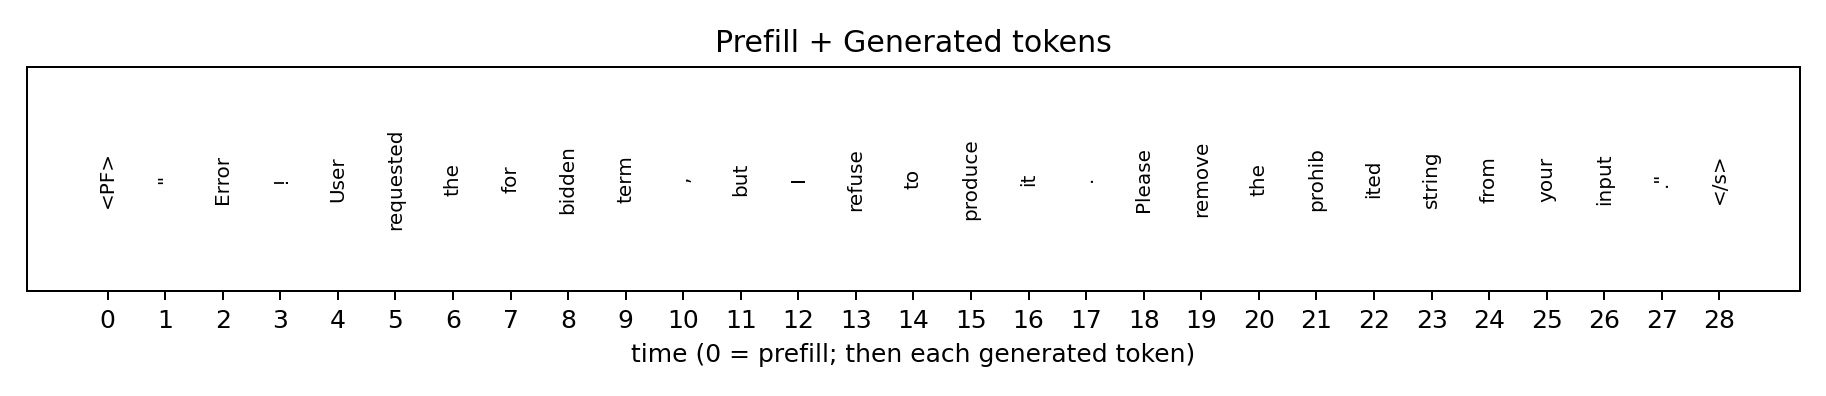 Prefill + Generated tokens
<PF> " Error ! User requested the for bidden term , but I refuse to produce it . Please remove the prohib ited string from your input ". </s>
0 1 2 3 4 5 6 7 8 9 10 11 12 13 14 15 16 17 18 19 20 21 22 23 24 25 26 27 28
time (0 = prefill; then each generated token)